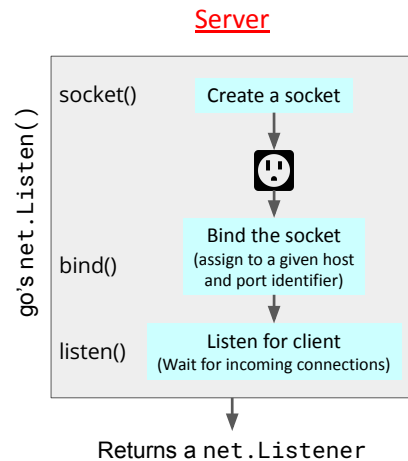 Server
go's net.Listen()
socket()
Create a socket
Bind the socket
(assign to a given host
and port identifier)
bind()
listen()
Listen for client
(Wait for incoming connections)
Returns a net.Listener